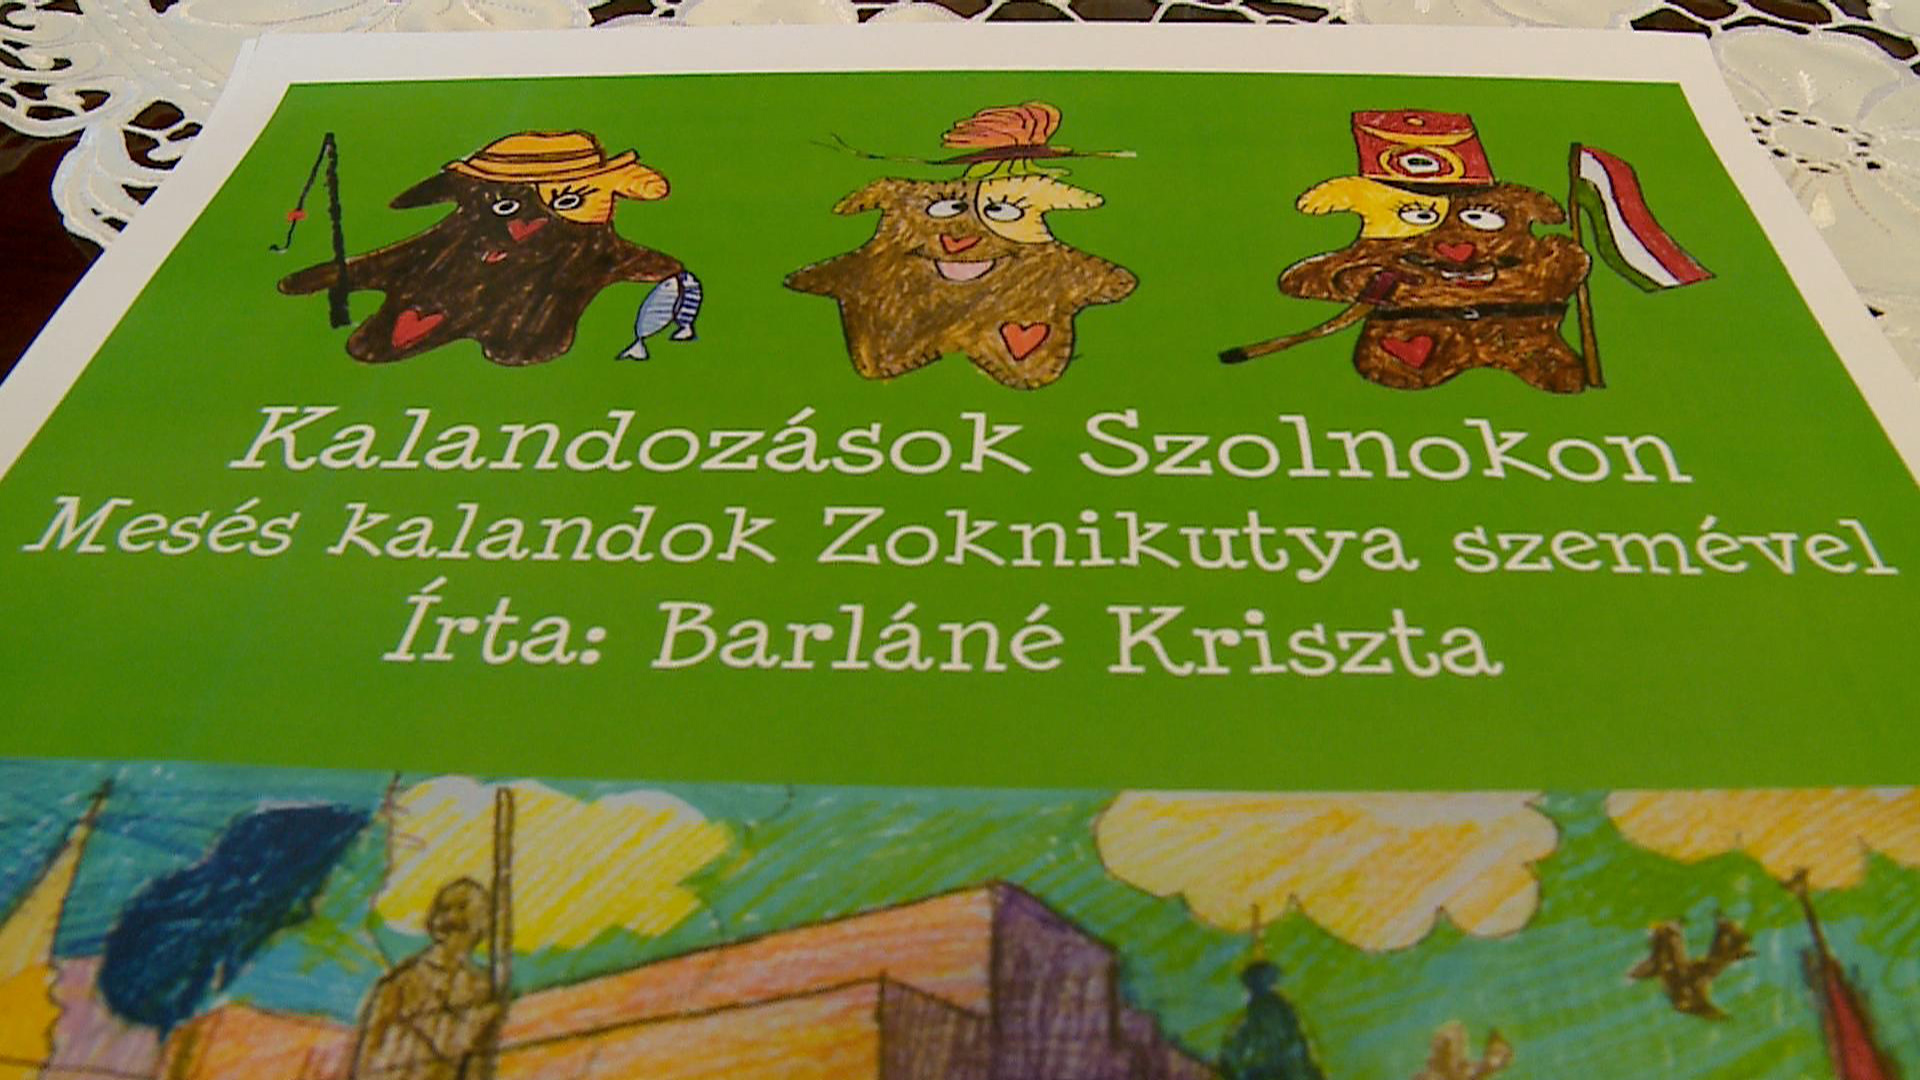 Kalandozások Szolnokon
Mesés kalandok Zoknikutya szemével
Írta: Barláné Kriszta